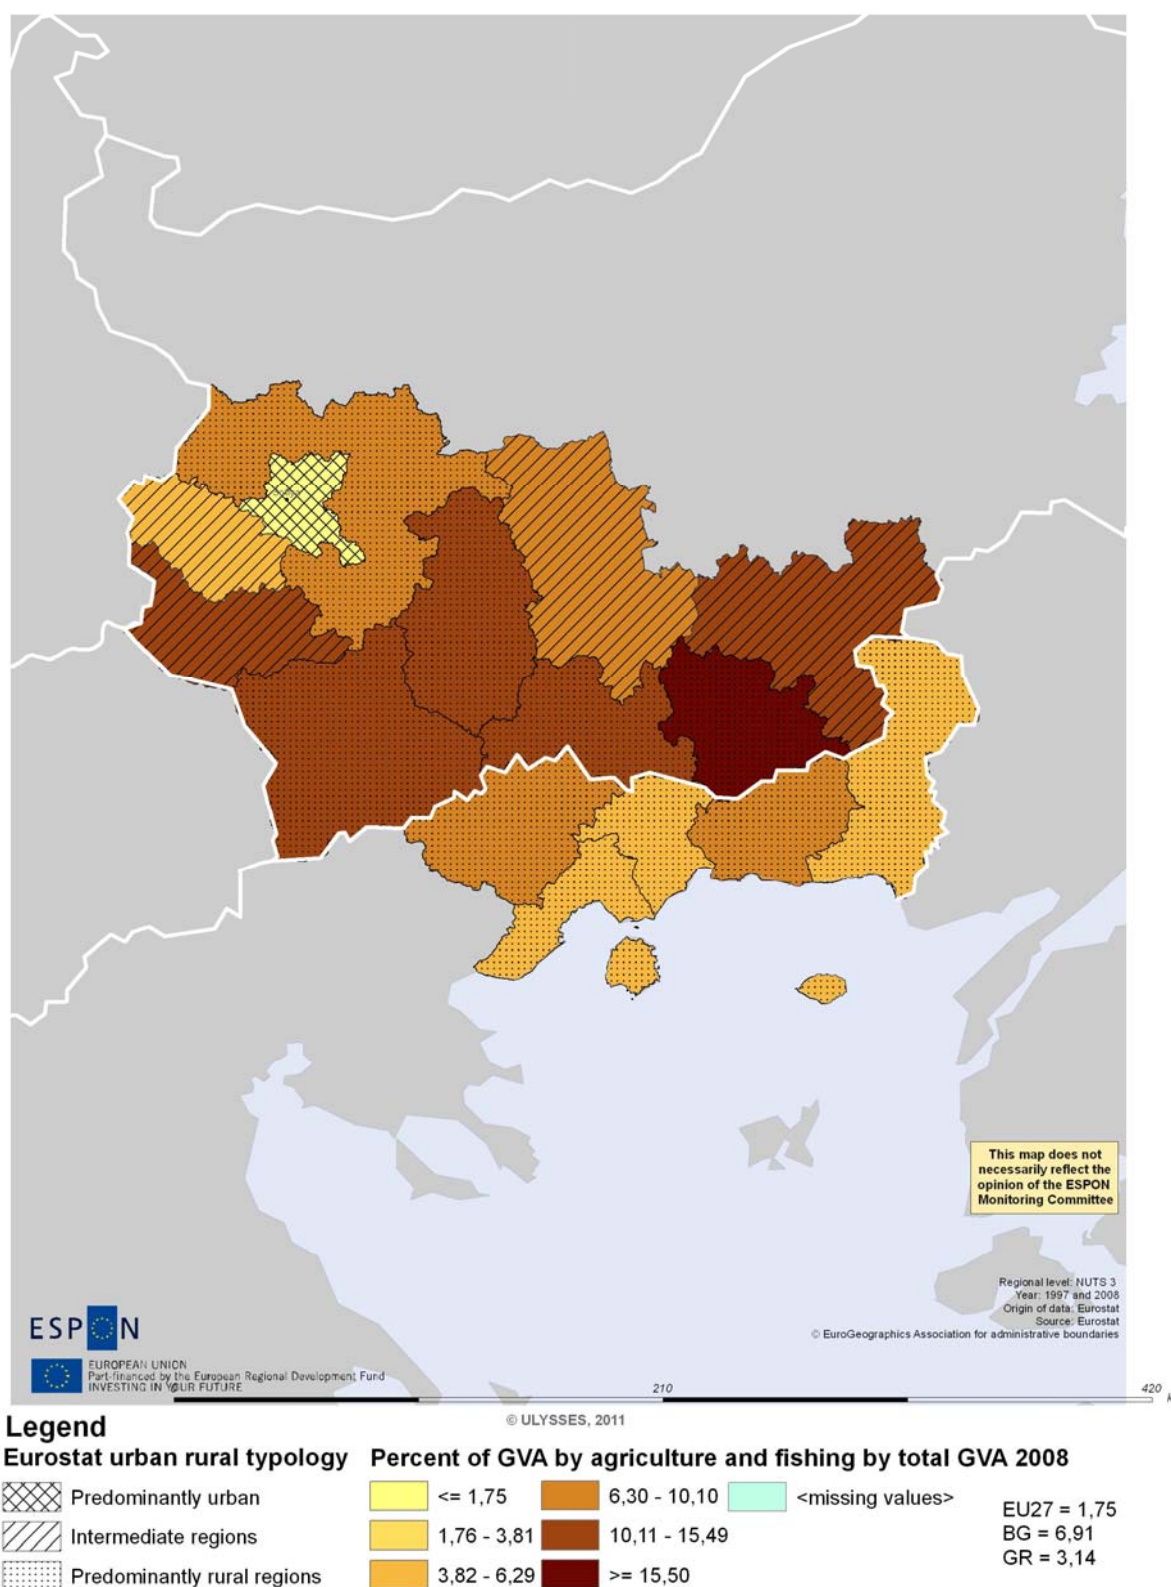 Sofia
This map does not
necessarily reflect the
opinion of the ESPON
Monitoring Committee
Regional level: NUTS 3
Year: 1997 and 2008
Origin of data: Eurostat
Source: Eurostat
© EuroGeographics Association for administrative boundaries
ESPON
EUROPEAN UNION
Part-financed by the European Regional Development Fund
INVESTING IN YOUR FUTURE
0 210 420
k
© ULYSSES, 2011
Legend
Eurostat urban rural typology
Predominantly urban
Intermediate regions
Predominantly rural regions
Percent of GVA by agriculture and fishing by total GVA 2008
<= 1,75
1,76 - 3,81
3,82 - 6,29
6,30 - 10,10
10,11 - 15,49
>= 15,50
<missing values>
EU27 = 1,75
BG = 6,91
GR = 3,14